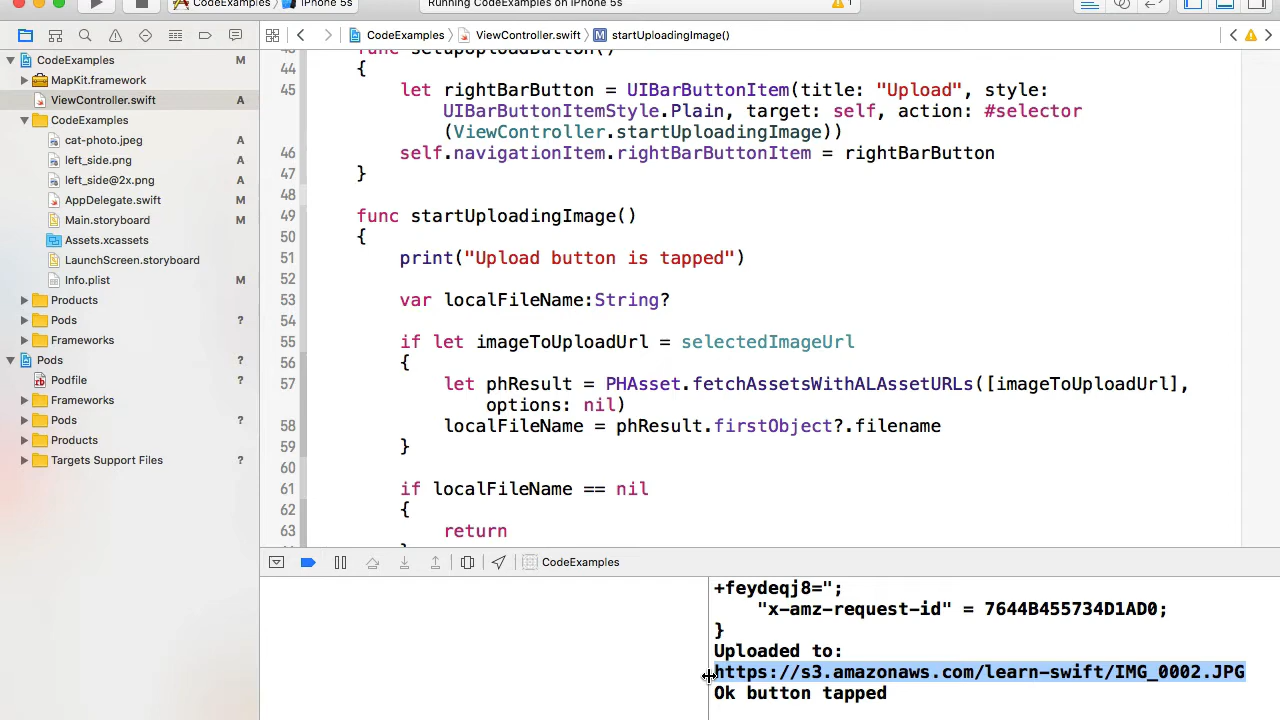 CodeExamples iPhone 5s
Running CodeExamples on iPhone 5s
1
CodeExamples ViewController.swift M startUploadingImage()
CodeExamples M
MapKit.framework
ViewController.swift A
CodeExamples
cat-photo.jpeg A
left_side.png A
left_side@2x.png A
AppDelegate.swift M
Main.storyboard M
Assets.xcassets
LaunchScreen.storyboard
Info.plist M
Products
Pods ?
Frameworks
Pods ?
Podfile
Frameworks
Pods ?
Products
Targets Support Files ?
func setupUploadButton()
44 {
45 let rightBarButton = UIBarButtonItem(title: "Upload", style:
UIBarButtonItemStyle.Plain, target: self, action: #selector
(ViewController.startUploadingImage))
46 self.navigationItem.rightBarButtonItem = rightBarButton
47 }
48
49 func startUploadingImage()
50 {
51 print("Upload button is tapped")
52
53 var localFileName:String?
54
55 if let imageToUploadUrl = selectedImageUrl
56 {
57 let phResult = PHAsset.fetchAssetsWithALAssetURLs([imageToUploadUrl],
options: nil)
58 localFileName = phResult.firstObject?.filename
59 }
60
61 if localFileName == nil
62 {
63 return
CodeExamples
+feydeqj8=";
"x-amz-request-id" = 7644B455734D1AD0;
}
Uploaded to:
https://s3.amazonaws.com/learn-swift/IMG_0002.JPG
Ok button tapped